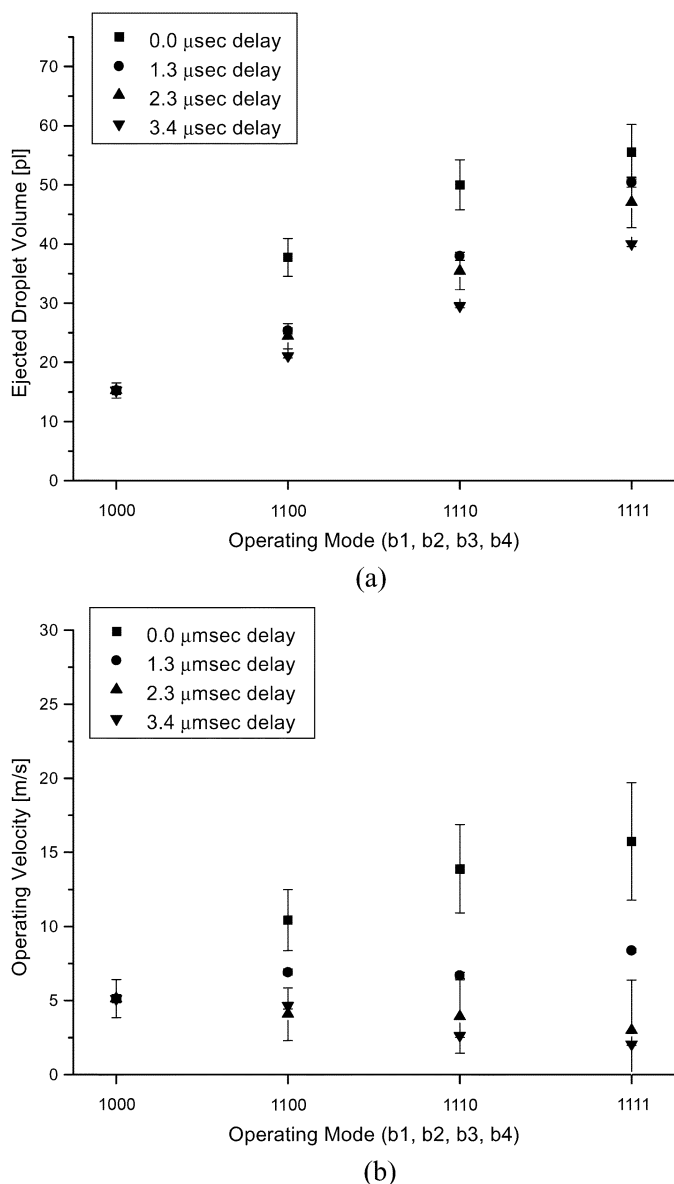 0.0 μsec delay
1.3 μsec delay
2.3 μsec delay
3.4 μsec delay
Ejected Droplet Volume [pl]
70
60
50
40
30
20
10
0
1000 1100 1110 1111
Operating Mode (b1, b2, b3, b4)
(a)
0.0 μmsec delay
1.3 μmsec delay
2.3 μmsec delay
3.4 μmsec delay
Operating Velocity [m/s]
30
25
20
15
10
5
0
1000 1100 1110 1111
Operating Mode (b1, b2, b3, b4)
(b)